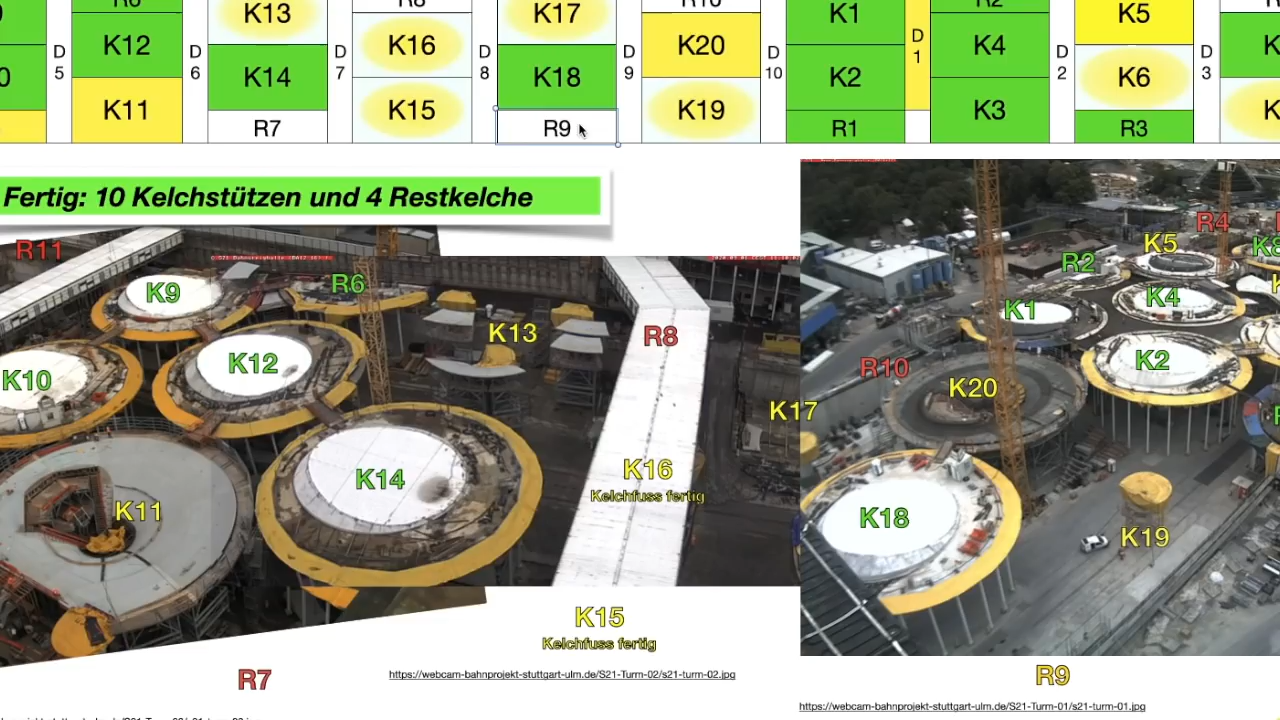 K13
R8
K17
R10
K1
R2
K5
K12
K16
K20
K4
D 5
D 6
D 7
D 8
D 9
D 10
D 1
D 2
D 3
K14
K18
K2
K6
K11
K15
K19
K3
R7
R9
R1
R3
Fertig: 10 Kelchstützen und 4 Restkelche
R11
K9
R6
K13
R8
K10
K12
K17
K14
K16
Kelchfuss fertig
K11
K15
Kelchfuss fertig
R7
https://webcam-bahnprojekt-stuttgart-ulm.de/S21-Turm-02/s21-turm-02.jpg
R4
K5
R2
K1
K4
R10
K20
K2
K18
K19
R9
https://webcam-bahnprojekt-stuttgart-ulm.de/S21-Turm-01/s21-turm-01.jpg